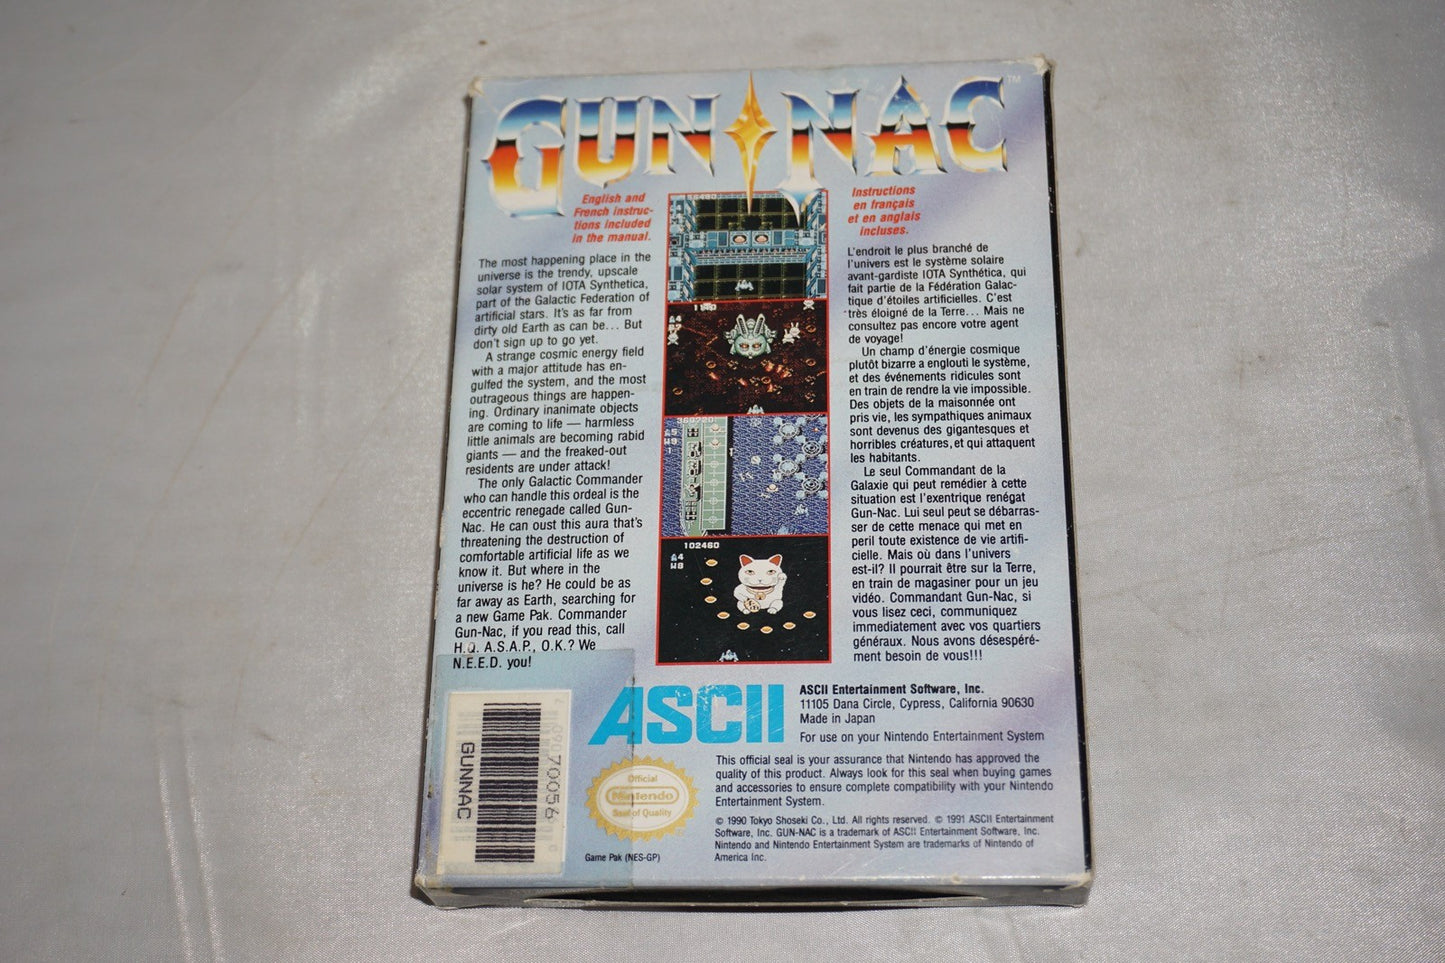 GUN NAC
TM
English and
French instruc-
tions included
in the manual.
Instructions
en français
et en anglais
incluses.
The most happening place in the
universe is the trendy, upscale
solar system of IOTA Synthetica,
part of the Galactic Federation of
artificial stars. It's as far from
dirty old Earth as can be... But
don't sign up to go yet.
A strange cosmic energy field
with a major attitude has en-
gulfed the system, and the most
outrageous things are happen-
ing. Ordinary inanimate objects
are coming to life — harmless
little animals are becoming rabid
giants — and the freaked-out
residents are under attack!
The only Galactic Commander
who can handle this ordeal is the
eccentric renegade called Gun-
Nac. He can oust this aura that's
threatening the destruction of
comfortable artificial life as we
know it. But where in the
universe is he? He could be as
far away as Earth, searching for
a new Game Pak. Commander
Gun-Nac, if you read this, call
H.Q. A.S.A.P., O.K.? We
N.E.E.D. you!
102460
L'endroit le plus branché de
l'univers est le système solaire
avant-gardiste IOTA Synthética, qui
fait partie de la Fédération Galac-
tique d'étoiles artificielles. C'est
très éloigné de la Terre... Mais ne
consultez pas encore votre agent
de voyage!
Un champ d'énergie cosmique
plutôt bizarre a englouti le système,
et des événements ridicules sont
en train de rendre la vie impossible.
Des objets de la maisonnée ont
pris vie, les sympathiques animaux
sont devenus des gigantesques et
horribles créatures, et qui attaquent
les habitants.
Le seul Commandant de la
Galaxie qui peut remédier à cette
situation est l'exentrique renégat
Gun-Nac. Lui seul peut se débarras-
ser de cette menace qui met en
peril toute existence de vie artifi-
cielle. Mais où dans l'univers
est-il? Il pourrait être sur la Terre,
en train de magasiner pour un jeu
vidéo. Commandant Gun-Nac, si
vous lisez ceci, communiquez
immediatement avec vos quartiers
généraux. Nous avons désespéré-
ment besoin de vous!!!
ASCII
ASCII Entertainment Software, Inc.
11105 Dana Circle, Cypress, California 90630
Made in Japan
For use on your Nintendo Entertainment System
GUNNAC
70056
Official
Nintendo
Seal of Quality
Game Pak (NES-GP)
This official seal is your assurance that Nintendo has approved the
quality of this product. Always look for this seal when buying games
and accessories to ensure complete compatibility with your Nintendo
Entertainment System.
© 1990 Tokyo Shoseki Co., Ltd. All rights reserved. © 1991 ASCII Entertainment
Software, Inc. GUN-NAC is a trademark of ASCII Entertainment Software, Inc.
Nintendo and Nintendo Entertainment System are trademarks of Nintendo of
America Inc.